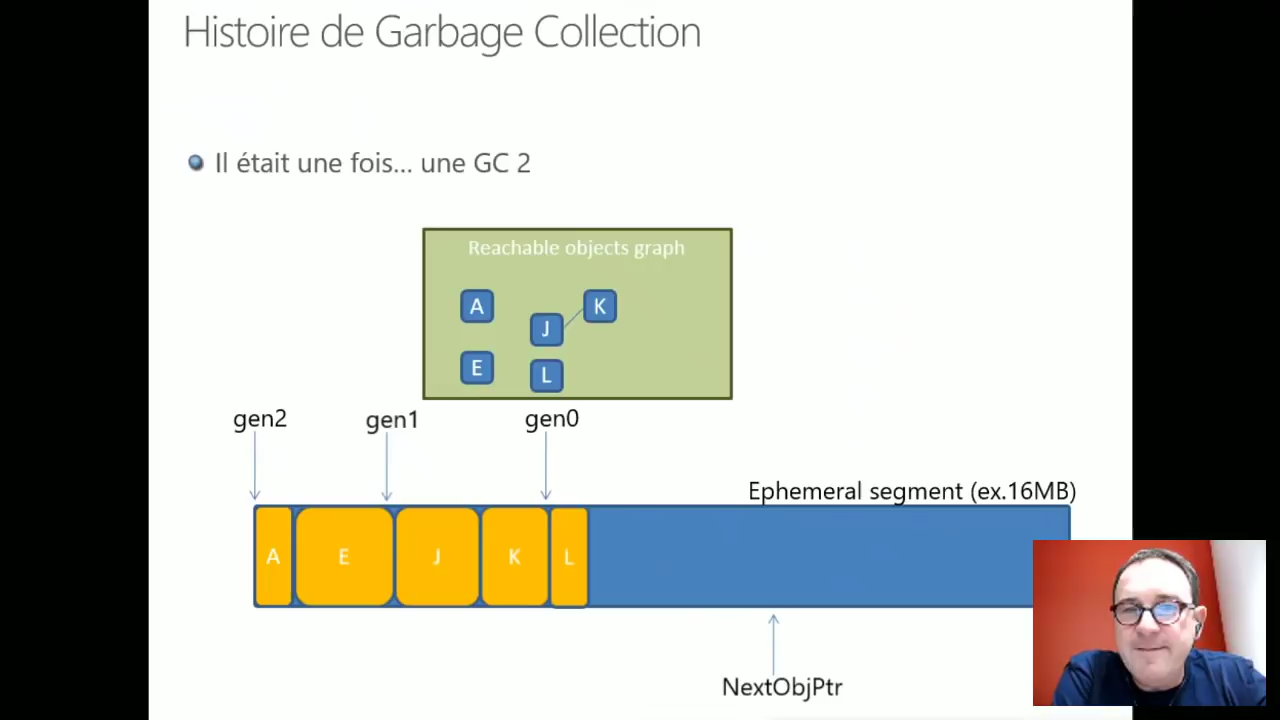 Histoire de Garbage Collection
Il était une fois... une GC 2
Reachable objects graph
A
K
J
E
L
gen2
gen1
gen0
Ephemeral segment (ex.16MB)
A E J K L
NextObjPtr